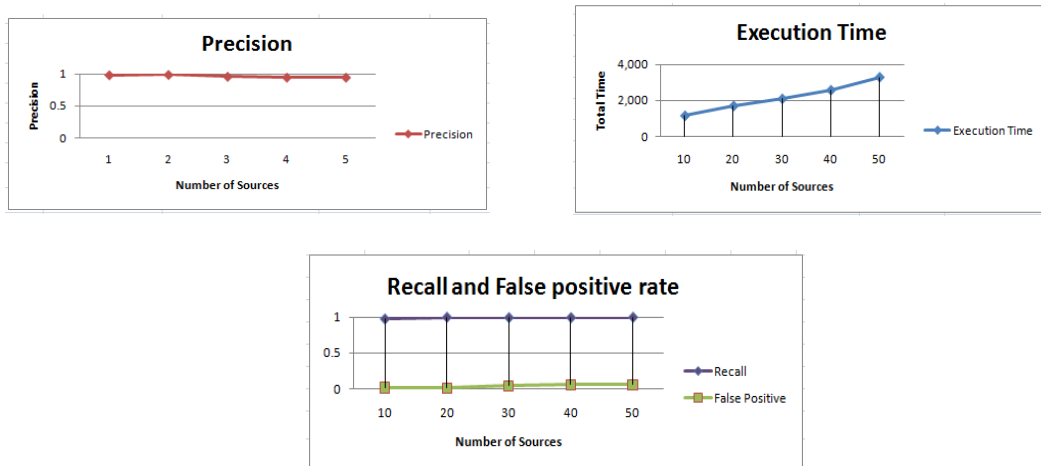 Precision
1
0.5
0
Precision
1 2 3 4 5
Number of Sources
Precision
Execution Time
4,000
2,000
0
Total Time
10 20 30 40 50
Number of Sources
Execution Time
Recall and False positive rate
1
0.5
0
10 20 30 40 50
Number of Sources
Recall
False Positive